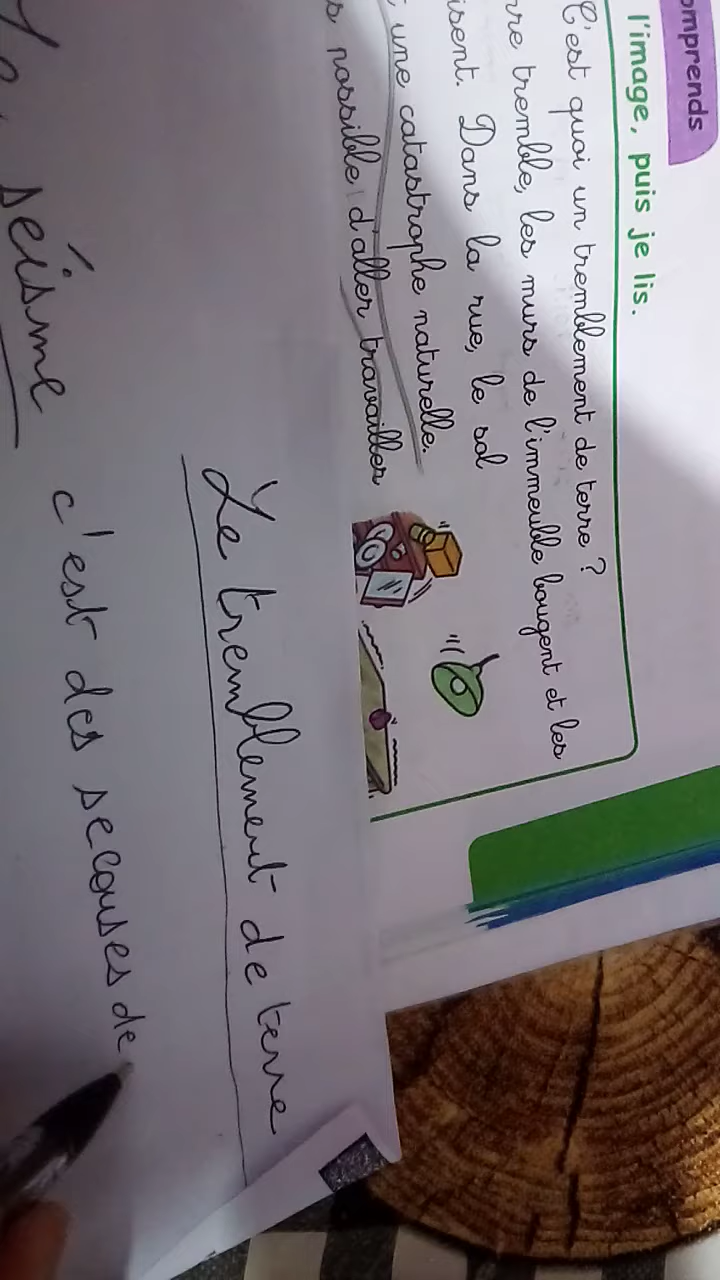 omprends
l'image, puis je lis.
C'est quoi un tremblement de terre ?
tremble, les murs de l'immeuble bougent et les
isent. Dans la rue, le sol
une catastrophe naturelle.
possible d'aller travailler
Le tremblement de terre
séisme c'est des secouses de